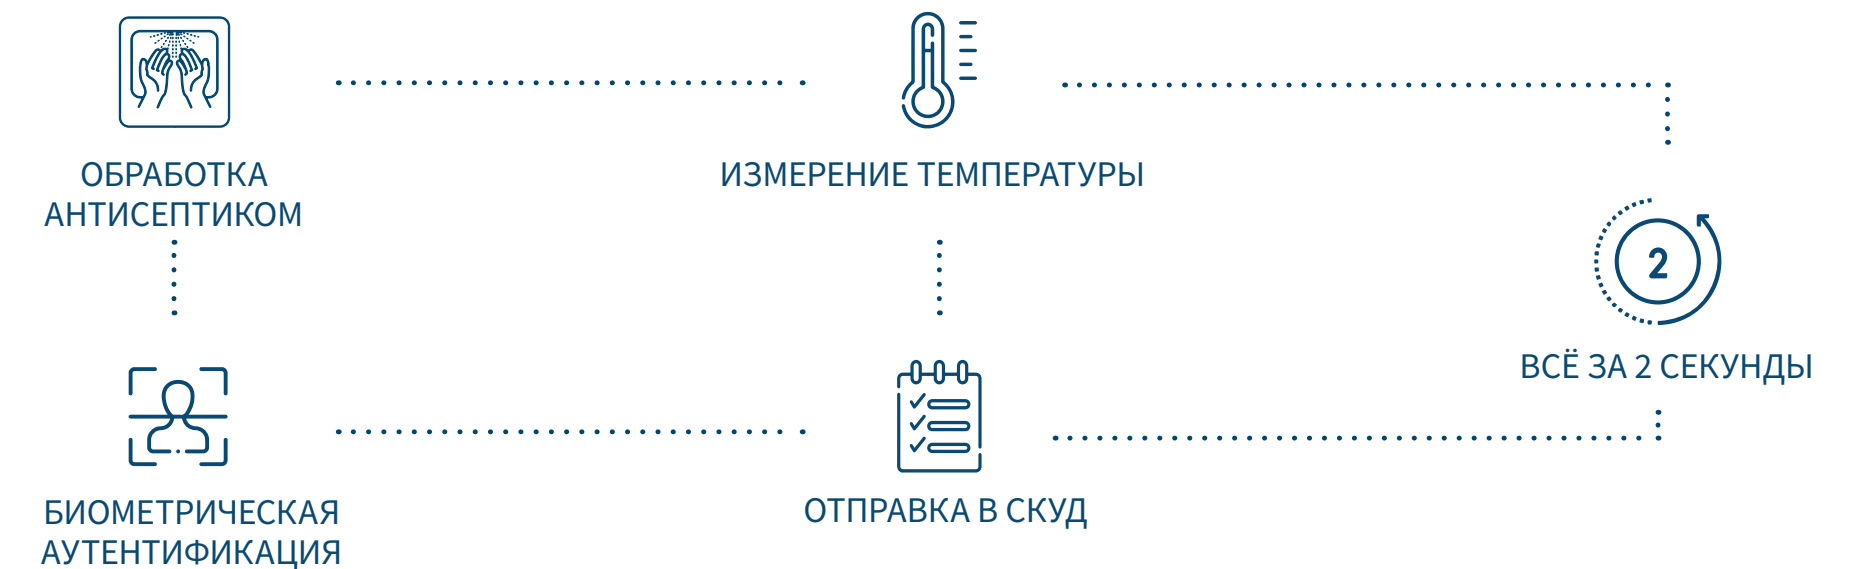 ОБРАБОТКА
АНТИСЕПТИКОМ
ИЗМЕРЕНИЕ ТЕМПЕРАТУРЫ
2
ВСЁ ЗА 2 СЕКУНДЫ
БИОМЕТРИЧЕСКАЯ
АУТЕНТИФИКАЦИЯ
ОТПРАВКА В СКУД